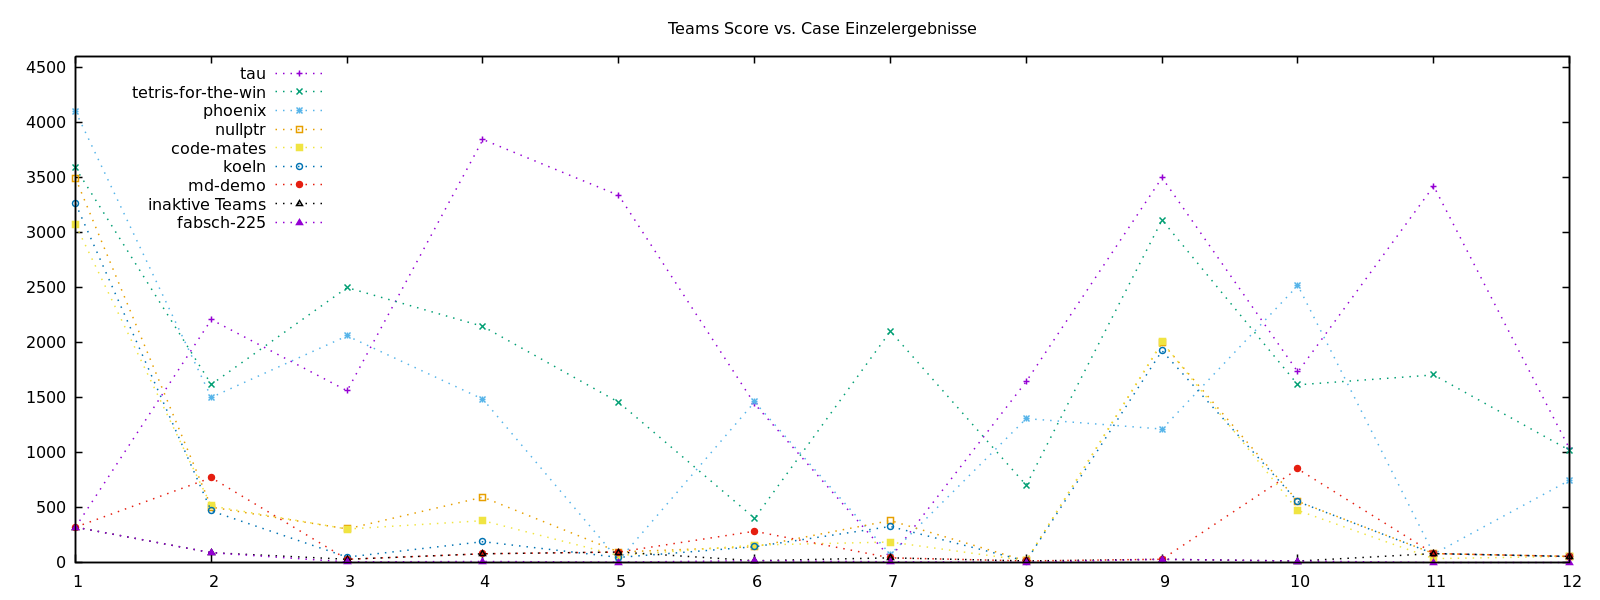 Teams Score vs. Case Einzelergebnisse
4500
4000
3500
3000
2500
2000
1500
1000
500
0
tau
tetris-for-the-win
phoenix
nullptr
code-mates
koeln
md-demo
inaktive Teams
fabsch-225
1 2 3 4 5 6 7 8 9 10 11 12